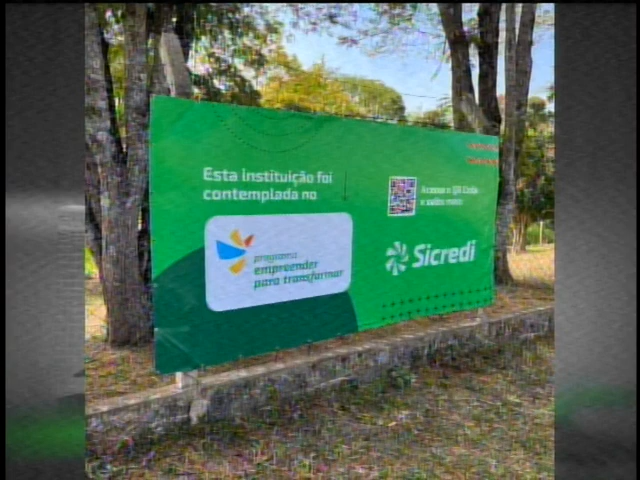 Esta instituição foi
contemplada no
programa
empreender
para transformar
Acesse o QR Code
e saiba mais
Sicredi